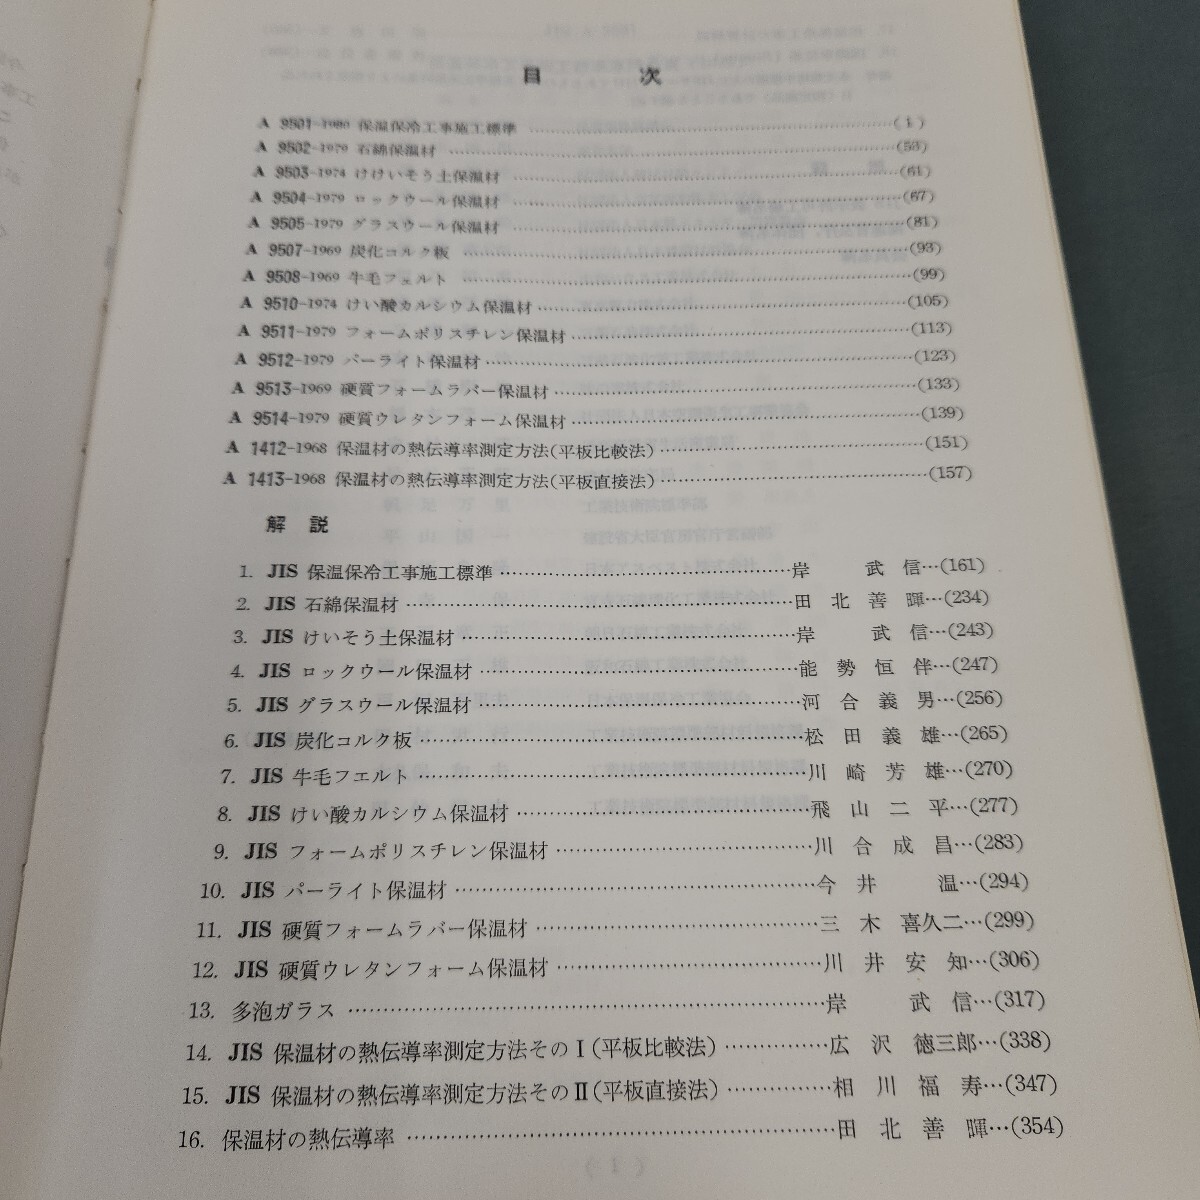 目次
A 9501-1980 保温保冷工事施工標準 ……(1)
A 9502-1979 石綿保温材 ……(53)
A 9503-1974 けけいそう土保温材 ……(61)
A 9504-1979 ロックウール保温材 ……(67)
A 9505-1979 グラスウール保温材 ……(81)
A 9507-1969 炭化コルク板 ……(93)
A 9508-1969 牛毛フェルト ……(99)
A 9510-1974 けい酸カルシウム保温材 ……(105)
A 9511-1979 フォームポリスチレン保温材 ……(113)
A 9512-1979 パーライト保温材 ……(123)
A 9513-1969 硬質フォームラバー保温材 ……(133)
A 9514-1979 硬質ウレタンフォーム保温材 ……(139)
A 1412-1968 保温材の熱伝導率測定方法(平板比較法) ……(151)
A 1413-1968 保温材の熱伝導率測定方法(平板直接法) ……(157)
解説
1. JIS 保温保冷工事施工標準 ……岸 武信…(161)
2. JIS 石綿保温材 ……田北善暉…(234)
3. JIS けいそう土保温材 ……岸 武信…(243)
4. JIS ロックウール保温材 ……能勢恒伴…(247)
5. JIS グラスウール保温材 ……河合義男…(256)
6. JIS 炭化コルク板 ……松田義雄…(265)
7. JIS 牛毛フエルト ……川崎芳雄…(270)
8. JIS けい酸カルシウム保温材 ……飛山二平…(277)
9. JIS フォームポリスチレン保温材 ……川合成昌…(283)
10. JIS パーライト保温材 ……今井 温…(294)
11. JIS 硬質フォームラバー保温材 ……三木喜久二…(299)
12. JIS 硬質ウレタンフォーム保温材 ……川井安知…(306)
13. 多泡ガラス ……岸 武信…(317)
14. JIS 保温材の熱伝導率測定方法そのⅠ(平板比較法) ……広沢徳三郎…(338)
15. JIS 保温材の熱伝導率測定方法そのⅡ(平板直接法) ……相川福寿…(347)
16. 保温材の熱伝導率 ……田北善暉…(354)